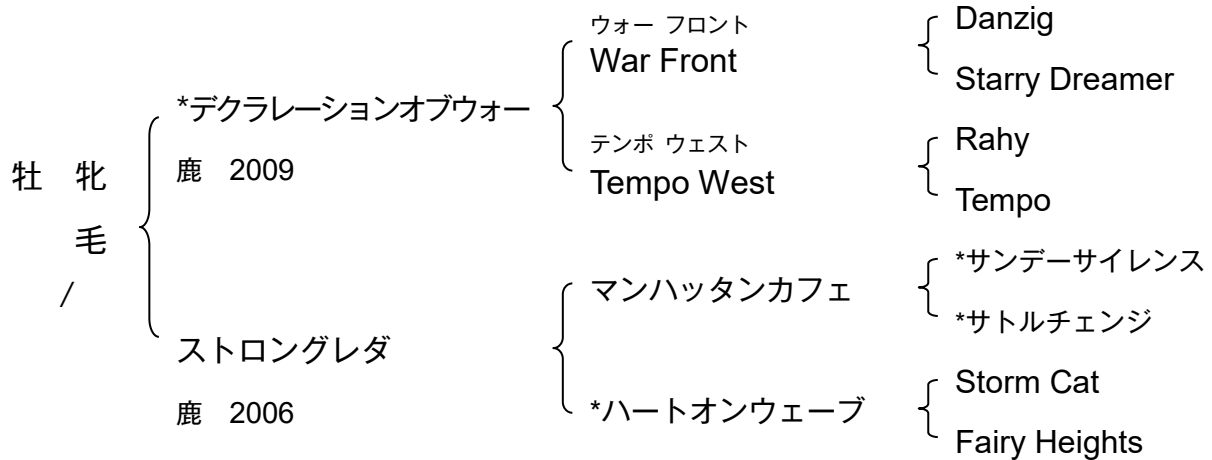 牡 牝
毛
/
*デクラレーションオブウォー
鹿 2009
ストロングレダ
鹿 2006
ウォー フロント
War Front
テンポ ウェスト
Tempo West
マンハッタンカフェ
*ハートオンウェーブ
Danzig
Starry Dreamer
Rahy
Tempo
*サンデーサイレンス
*サトルチェンジ
Storm Cat
Fairy Heights